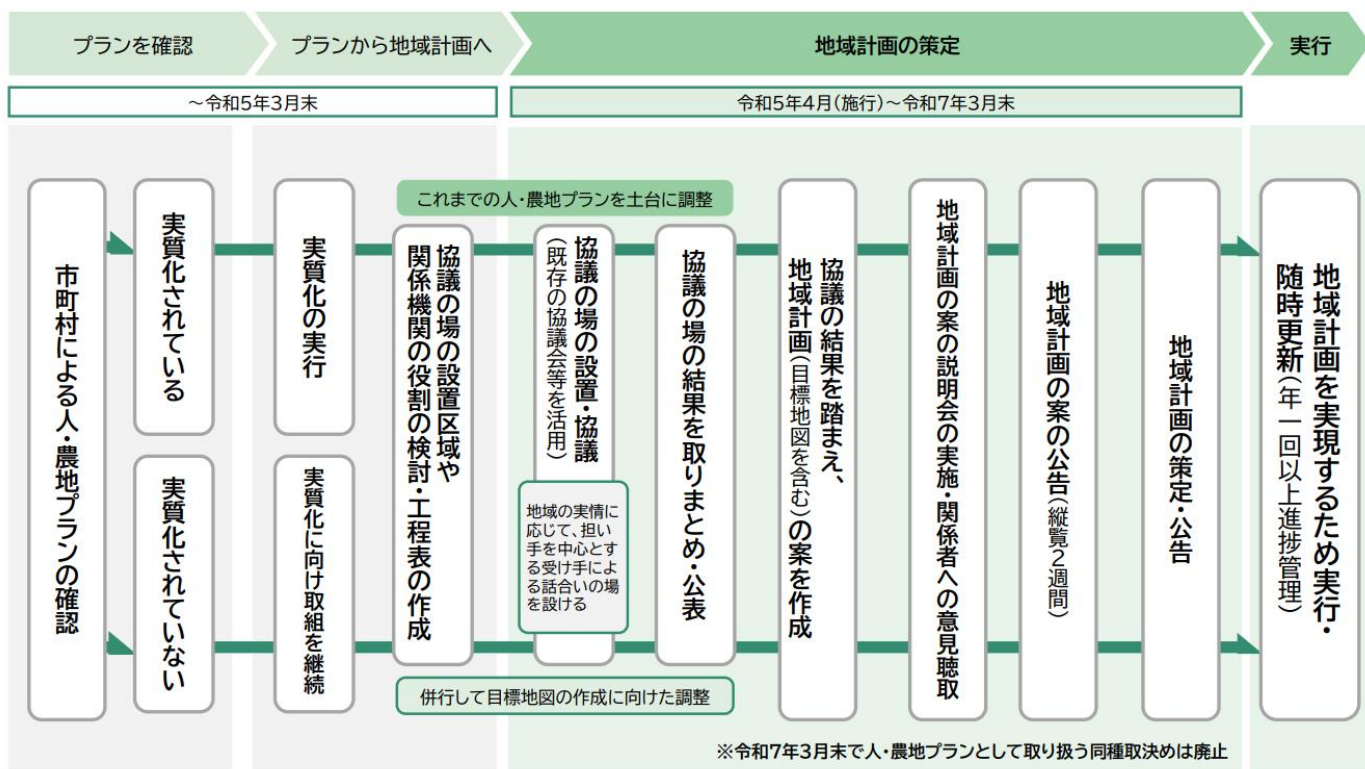 プランを確認
プランから地域計画へ
地域計画の策定
実行
～令和5年3月末
令和5年4月(施行)～令和7年3月末
市町村による人・農地プランの確認
実質化されている
実質化されていない
実質化の実行
実質化に向け取組を継続
これまでの人・農地プランを土台に調整
協議の場の設置区域や
関係機関の役割の検討・工程表の作成
協議の場の設置・協議
(既存の協議会等を活用)
地域の実情に
応じて、担い
手を中心とす
る受け手によ
る話合いの場
を設ける
協議の場の結果を取りまとめ・公表
併行して目標地図の作成に向けた調整
協議の結果を踏まえ、
地域計画(目標地図を含む)の案を作成
地域計画の案の説明会の実施・関係者への意見聴取
地域計画の案の公告(縦覧2週間)
地域計画の策定・公告
地域計画を実現するため実行・
随時更新(年一回以上進捗管理)
※令和7年3月末で人・農地プランとして取り扱う同種取決めは廃止